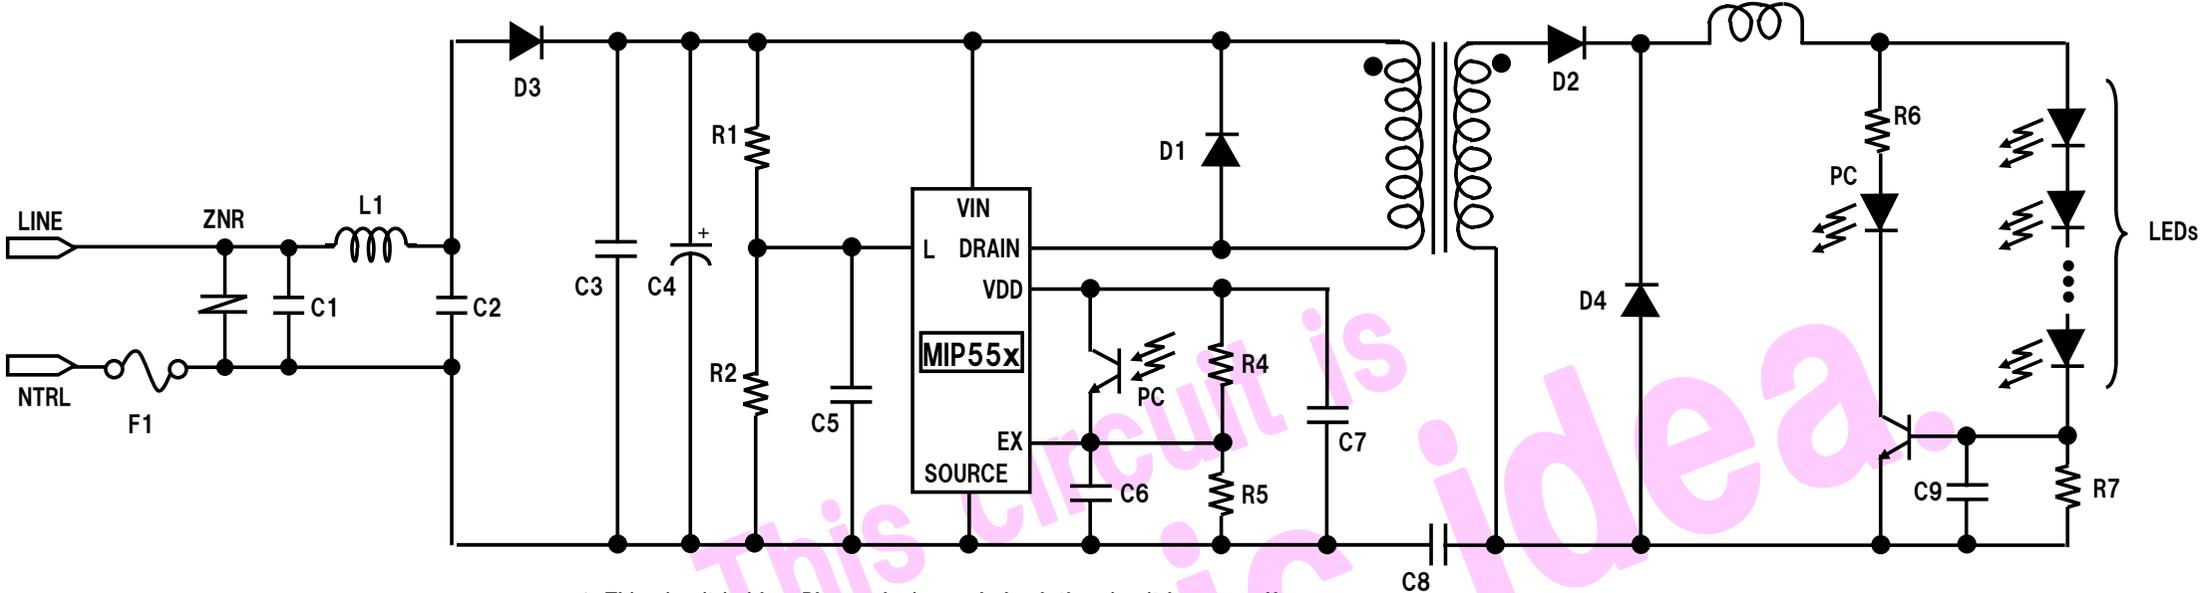 D3
D2
R1
D1
R6
PC
LINE
ZNR
L1
VIN
L DRAIN
LEDs
C3
C4
+
VDD
C1
C2
D4
MIP55x
R2
R4
PC
NTRL
F1
C5
EX
C7
SOURCE
C6
R5
C9
R7
C8
This circuit is
is idea.